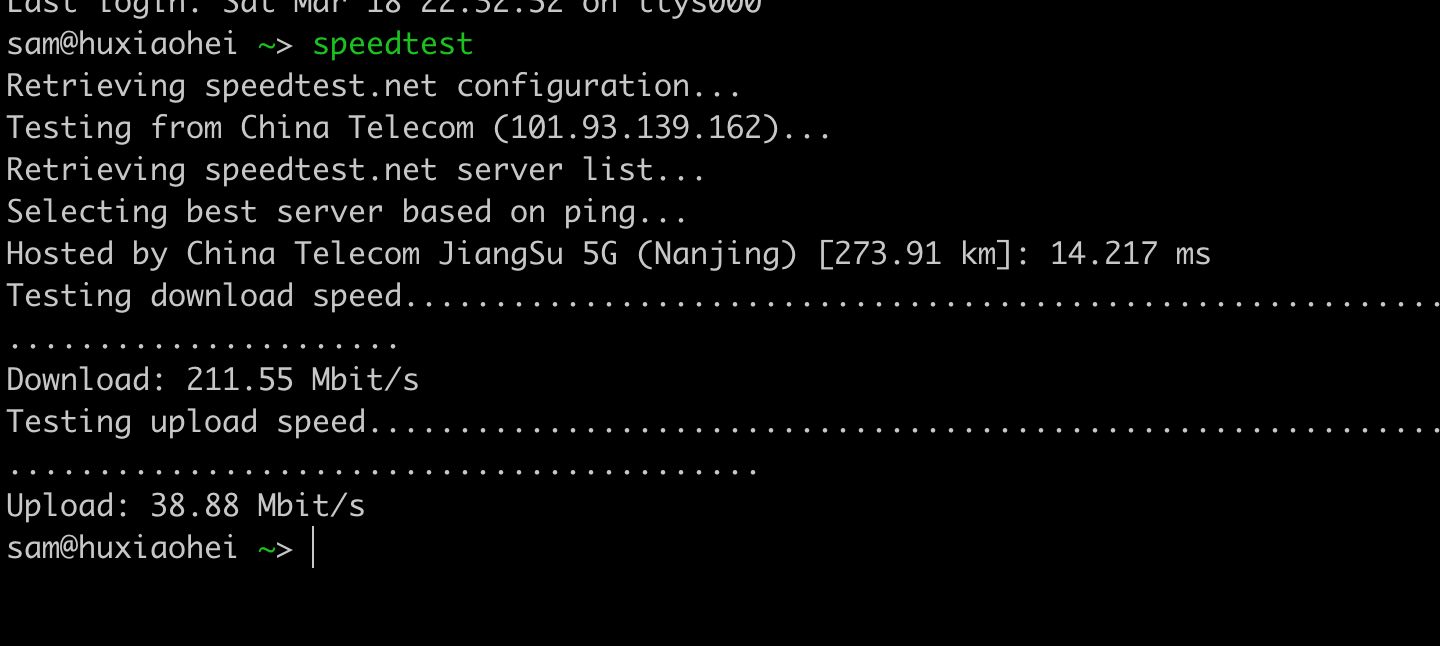 Last login: Sat Mar 18 22:52:52 on ttys000
sam@huxiaohei ~> speedtest
Retrieving speedtest.net configuration...
Testing from China Telecom (101.93.139.162)...
Retrieving speedtest.net server list...
Selecting best server based on ping...
Hosted by China Telecom JiangSu 5G (Nanjing) [273.91 km]: 14.217 ms
Testing download speed..........................................................
......................
Download: 211.55 Mbit/s
Testing upload speed............................................................
..........................................
Upload: 38.88 Mbit/s
sam@huxiaohei ~>